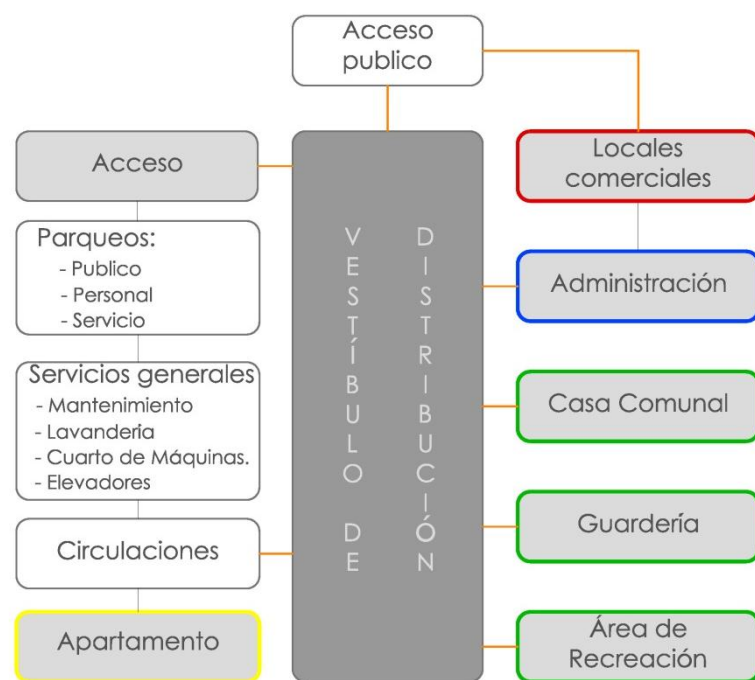 Acceso
publico
Acceso
Parqueos:
- Publico
- Personal
- Servicio
Servicios generales
- Mantenimiento
- Lavandería
- Cuarto de Máquinas.
- Elevadores
Circulaciones
Apartamento
VESTÍBULO DE
DISTRIBUCIÓN
Locales
comerciales
Administración
Casa Comunal
Guardería
Área de
Recreación